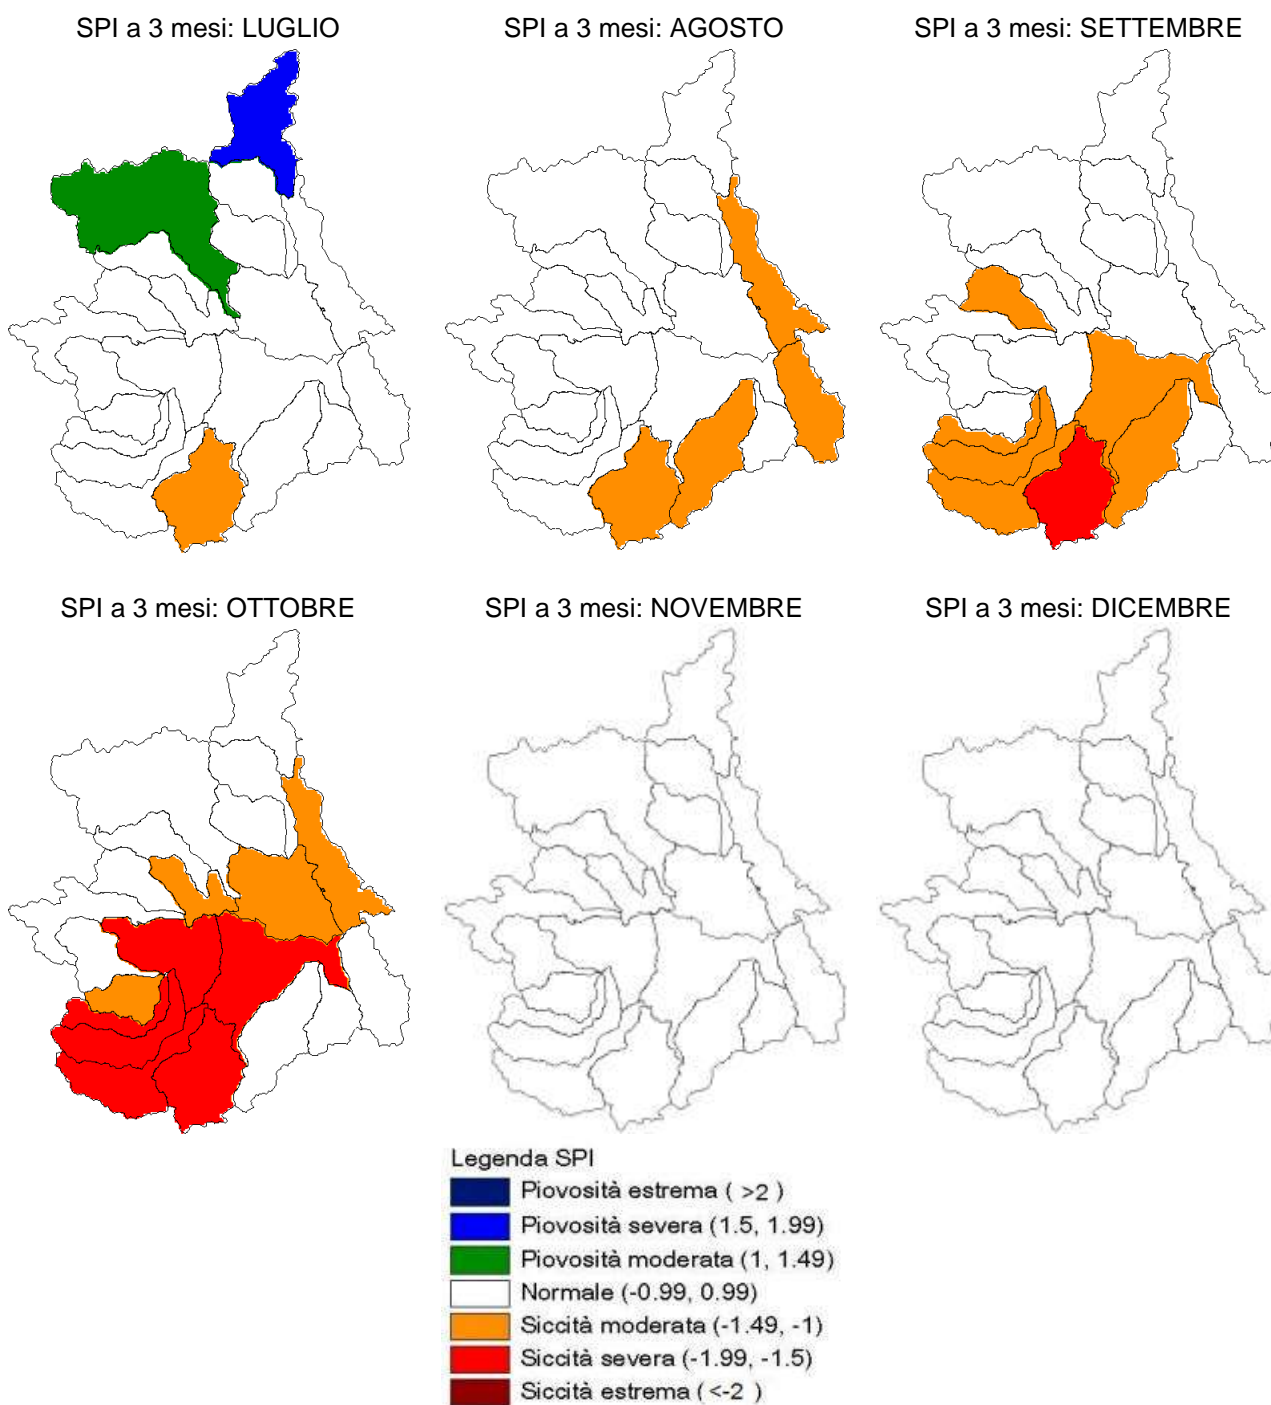 SPI a 3 mesi: LUGLIO
SPI a 3 mesi: AGOSTO
SPI a 3 mesi: SETTEMBRE
SPI a 3 mesi: OTTOBRE
SPI a 3 mesi: NOVEMBRE
SPI a 3 mesi: DICEMBRE
Legenda SPI
Piovosità estrema ( >2 )
Piovosità severa (1.5, 1.99)
Piovosità moderata (1, 1.49)
Normale (-0.99, 0.99)
Siccità moderata (-1.49, -1)
Siccità severa (-1.99, -1.5)
Siccità estrema ( <-2 )